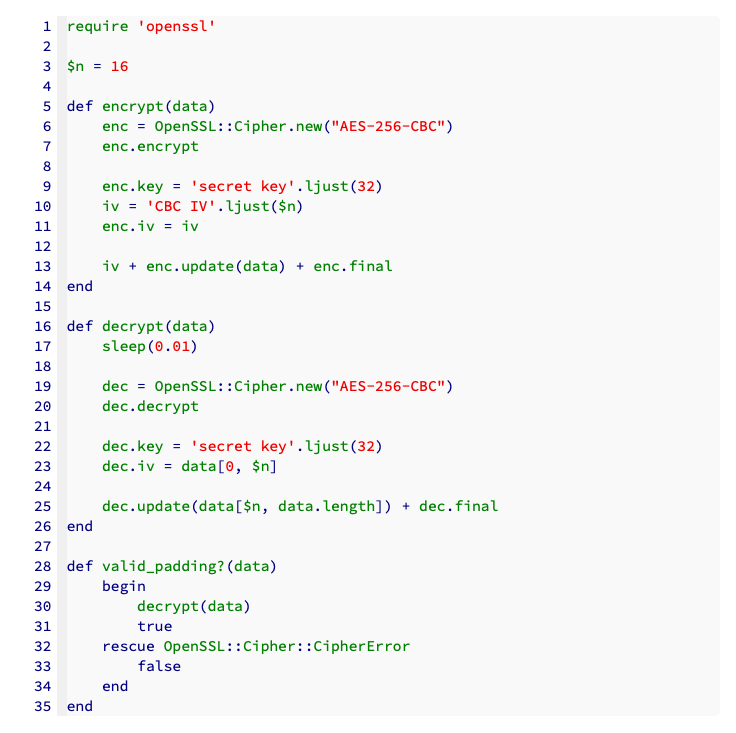 1 require 'openssl'
2
3 $n = 16
4
5 def encrypt(data)
6     enc = OpenSSL::Cipher.new("AES-256-CBC")
7     enc.encrypt
8
9     enc.key = 'secret key'.ljust(32)
10     iv = 'CBC IV'.ljust($n)
11     enc.iv = iv
12
13     iv + enc.update(data) + enc.final
14 end
15
16 def decrypt(data)
17     sleep(0.01)
18
19     dec = OpenSSL::Cipher.new("AES-256-CBC")
20     dec.decrypt
21
22     dec.key = 'secret key'.ljust(32)
23     dec.iv = data[0, $n]
24
25     dec.update(data[$n, data.length]) + dec.final
26 end
27
28 def valid_padding?(data)
29     begin
30         decrypt(data)
31         true
32     rescue OpenSSL::Cipher::CipherError
33         false
34     end
35 end